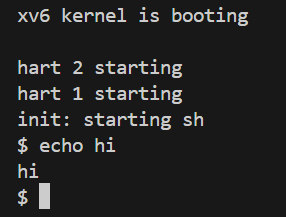 xv6 kernel is booting

hart 2 starting
hart 1 starting
init: starting sh
$ echo hi
hi
$